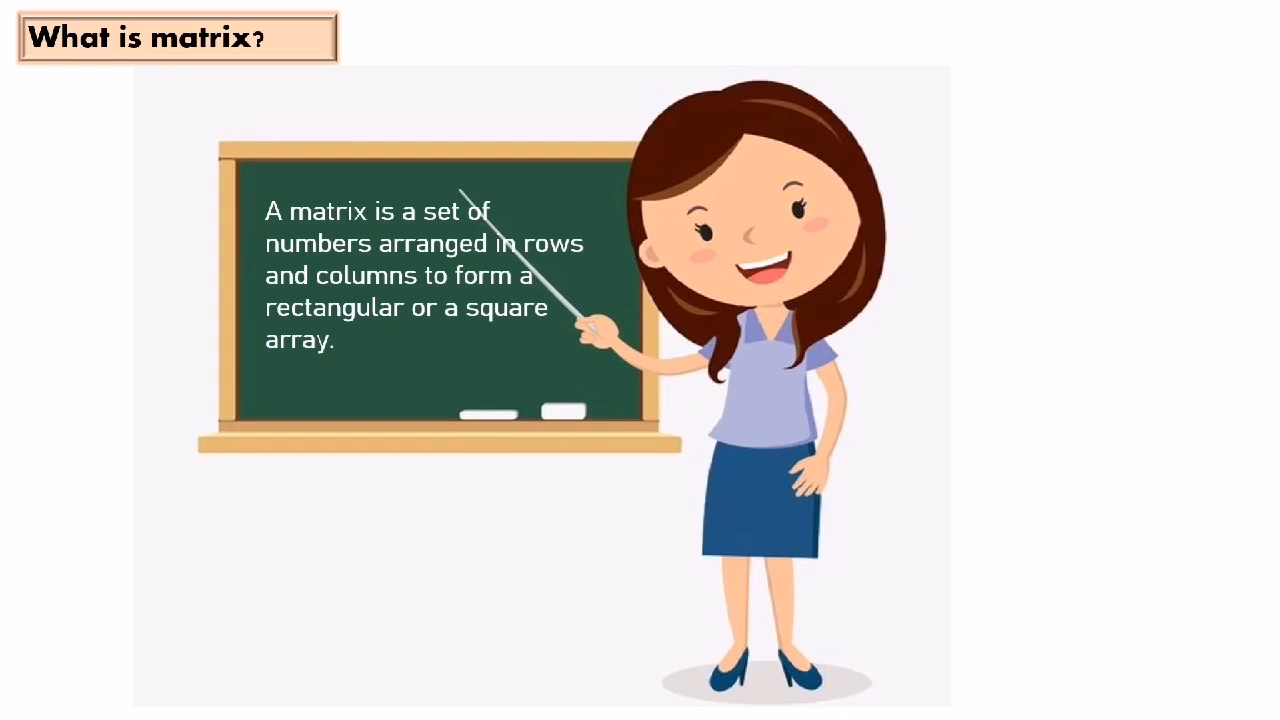 What is matrix?
A matrix is a set of
numbers arranged in rows
and columns to form a
rectangular or a square
array.